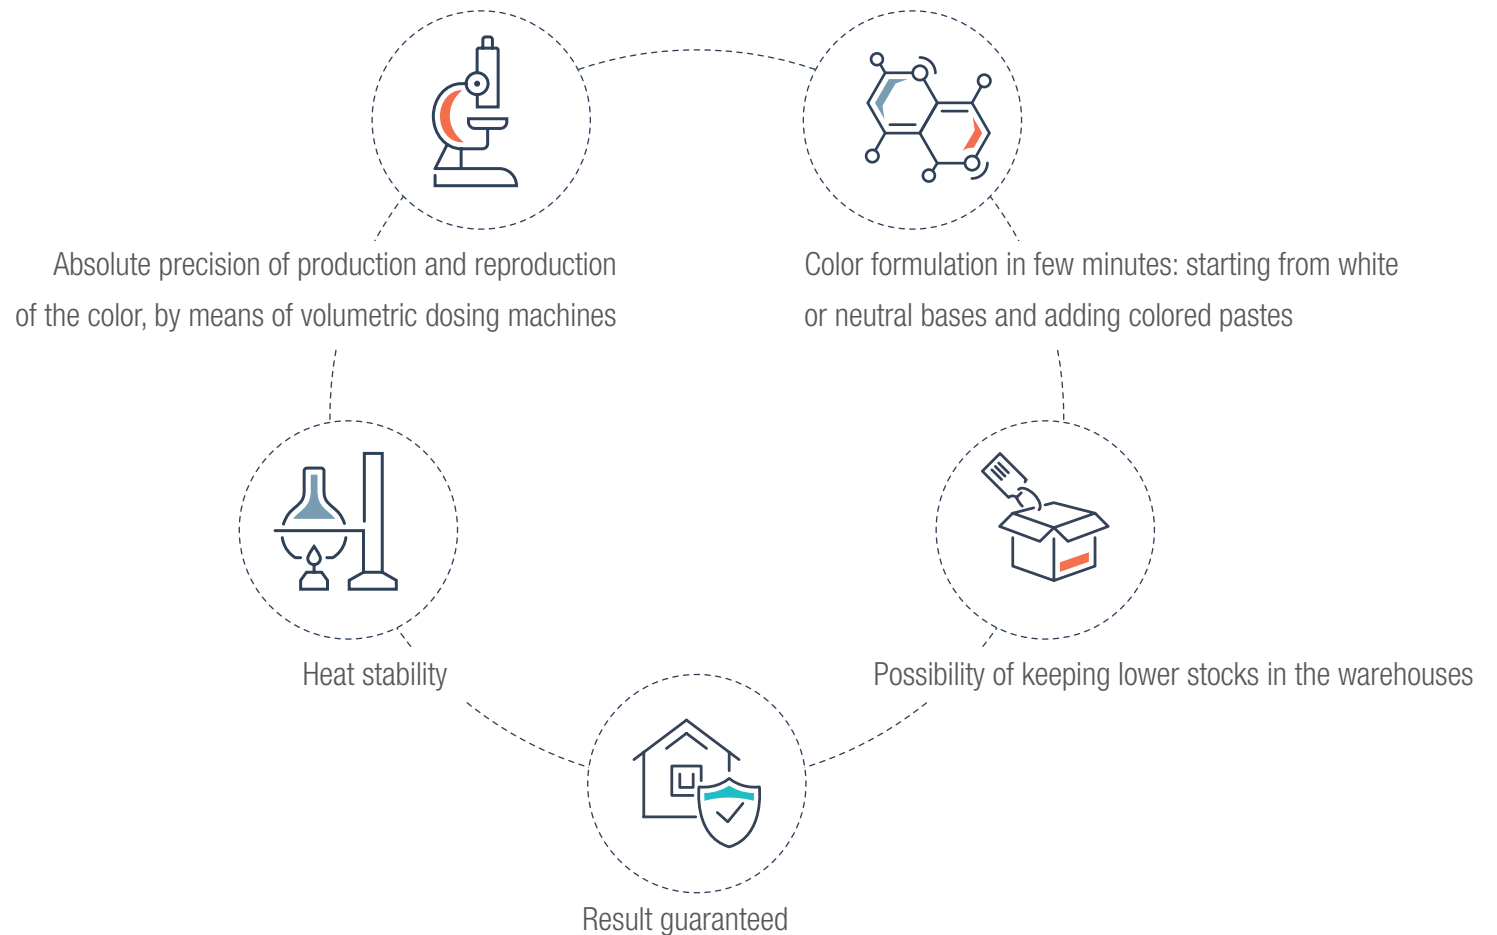 Absolute precision of production and reproduction
of the color, by means of volumetric dosing machines
Color formulation in few minutes: starting from white
or neutral bases and adding colored pastes
Heat stability
Possibility of keeping lower stocks in the warehouses
Result guaranteed